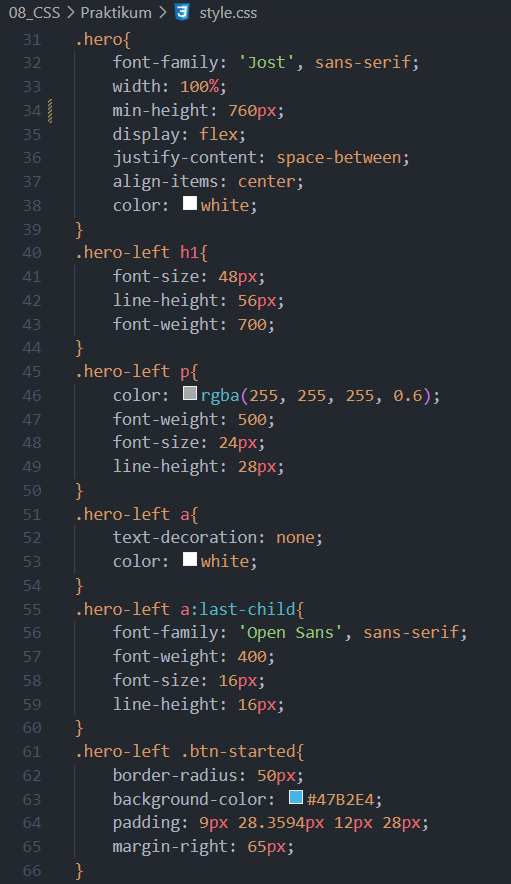 08_CSS > Praktikum > style.css
31 .hero{
32 font-family: 'Jost', sans-serif;
33 width: 100%;
34 min-height: 760px;
35 display: flex;
36 justify-content: space-between;
37 align-items: center;
38 color: white;
39 }
40 .hero-left h1{
41 font-size: 48px;
42 line-height: 56px;
43 font-weight: 700;
44 }
45 .hero-left p{
46 color: rgba(255, 255, 255, 0.6);
47 font-weight: 500;
48 font-size: 24px;
49 line-height: 28px;
50 }
51 .hero-left a{
52 text-decoration: none;
53 color: white;
54 }
55 .hero-left a:last-child{
56 font-family: 'Open Sans', sans-serif;
57 font-weight: 400;
58 font-size: 16px;
59 line-height: 16px;
60 }
61 .hero-left .btn-started{
62 border-radius: 50px;
63 background-color: #47B2E4;
64 padding: 9px 28.3594px 12px 28px;
65 margin-right: 65px;
66 }